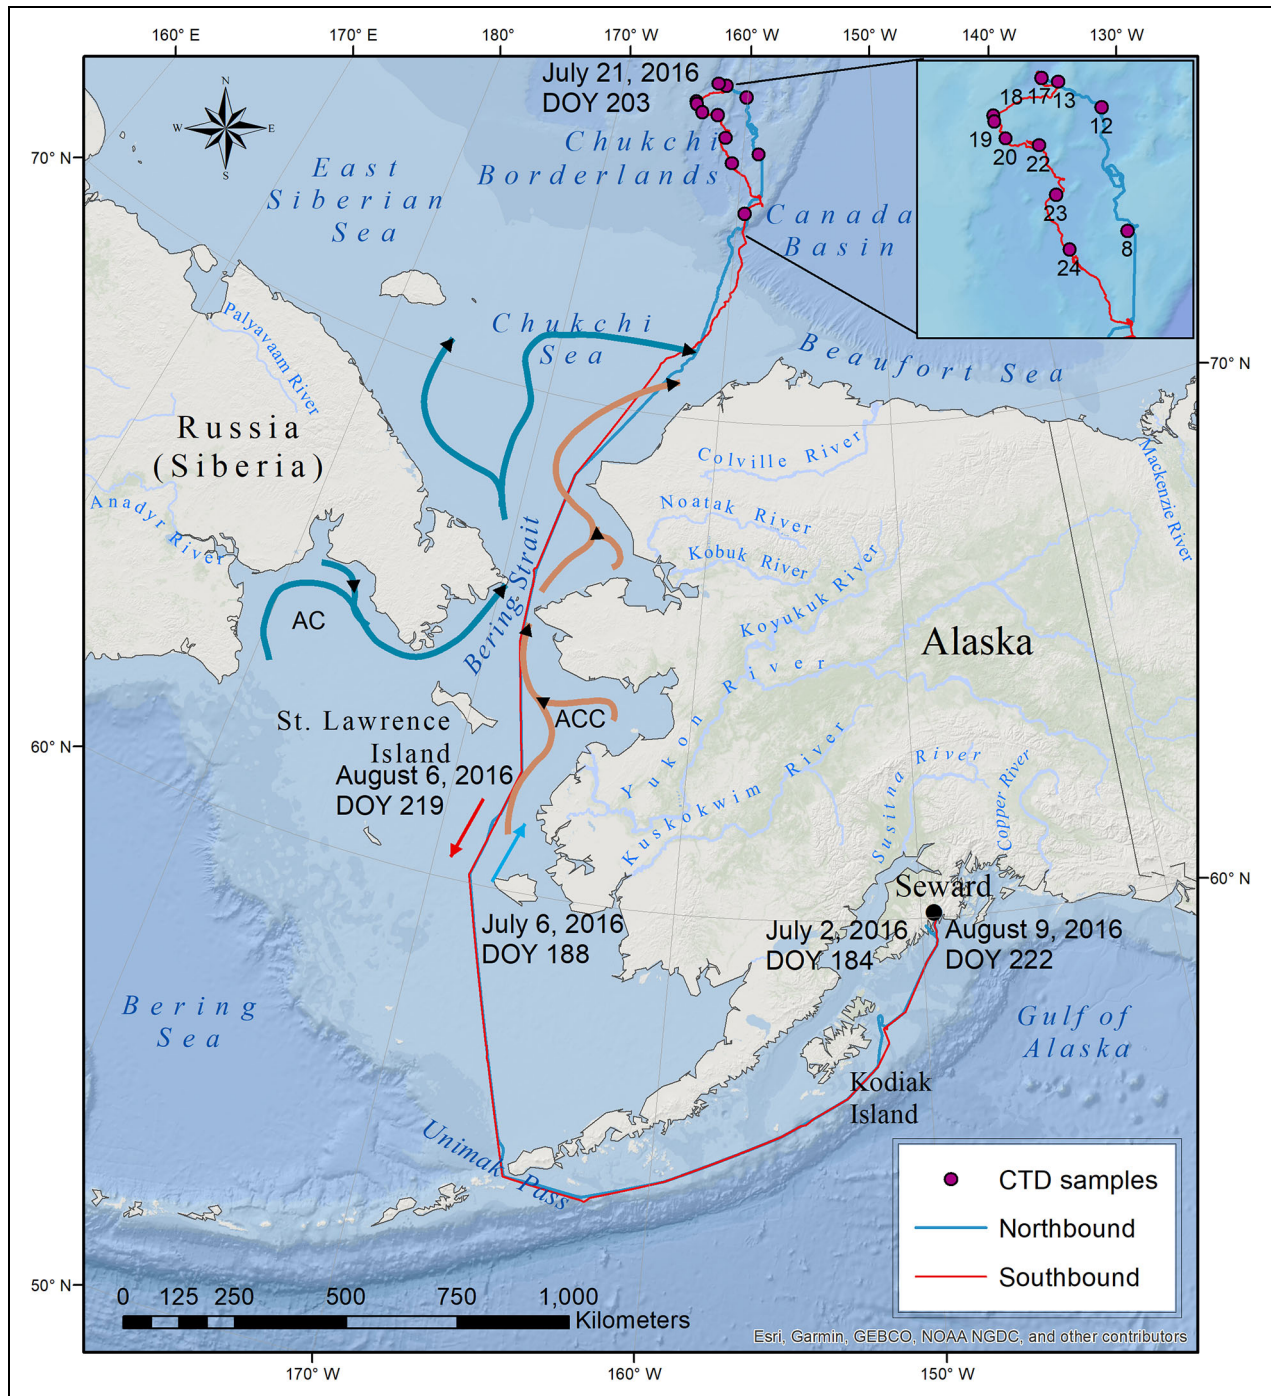 160° E
170° E
180°
170° W
160° W
150° W
140° W
130° W
N
W
E
S
July 21, 2016
DOY 203
18
17
13
12
19
20
22
23
8
24
70° N
East
Siberian
Sea
Chukchi
Borderlands
Canada
Basin
Chukchi
Sea
Beaufort Sea
70° N
Palyavaam River
Russia
(Siberia)
Anadyr River
Colville River
Noatak River
Kobuk River
Koyukuk River
Mackenzie River
Bering Strait
AC
Alaska
Yukon River
ACC
St. Lawrence
Island
60° N
August 6, 2016
DOY 219
Kuskokwim River
Susitna River
Copper River
60° N
Seward
July 6, 2016
DOY 188
July 2, 2016
DOY 184
August 9, 2016
DOY 222
Bering
Sea
Gulf of
Alaska
Kodiak
Island
Unimak Pass
CTD samples
Northbound
Southbound
50° N
0 125 250 500 750 1,000
Kilometers
Esri, Garmin, GEBCO, NOAA NGDC, and other contributors
170° W
160° W
150° W